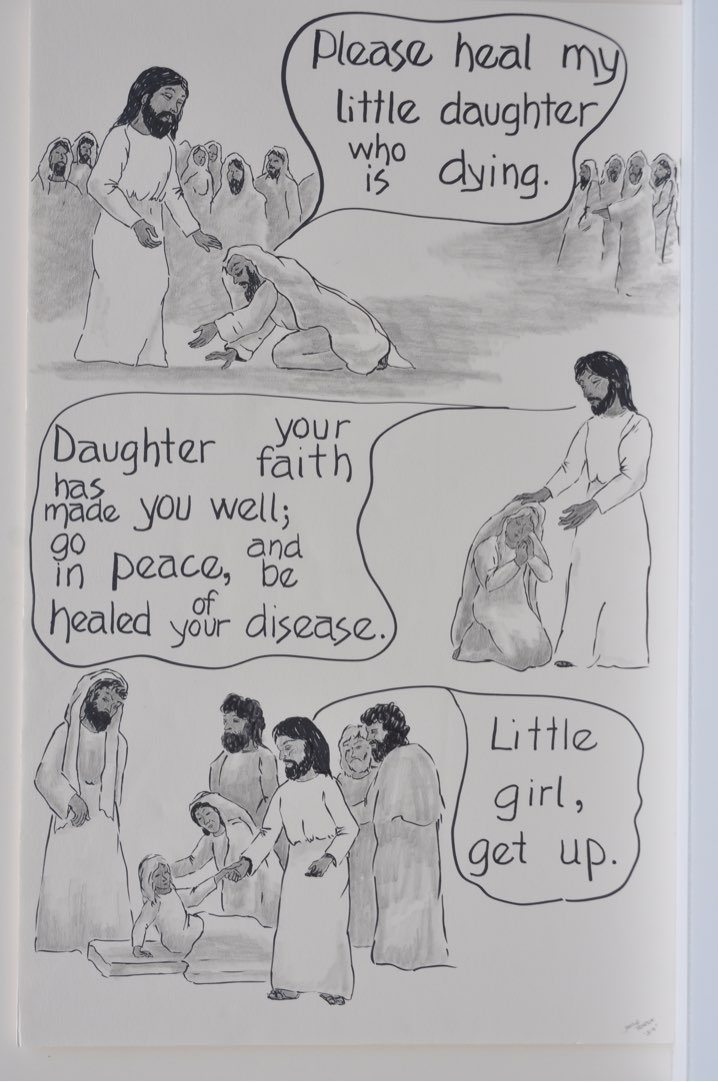 Please heal my
little daughter
who is dying.
Daughter your faith
has made you well;
go in peace, and be
healed of your disease.
Little
girl,
get up.